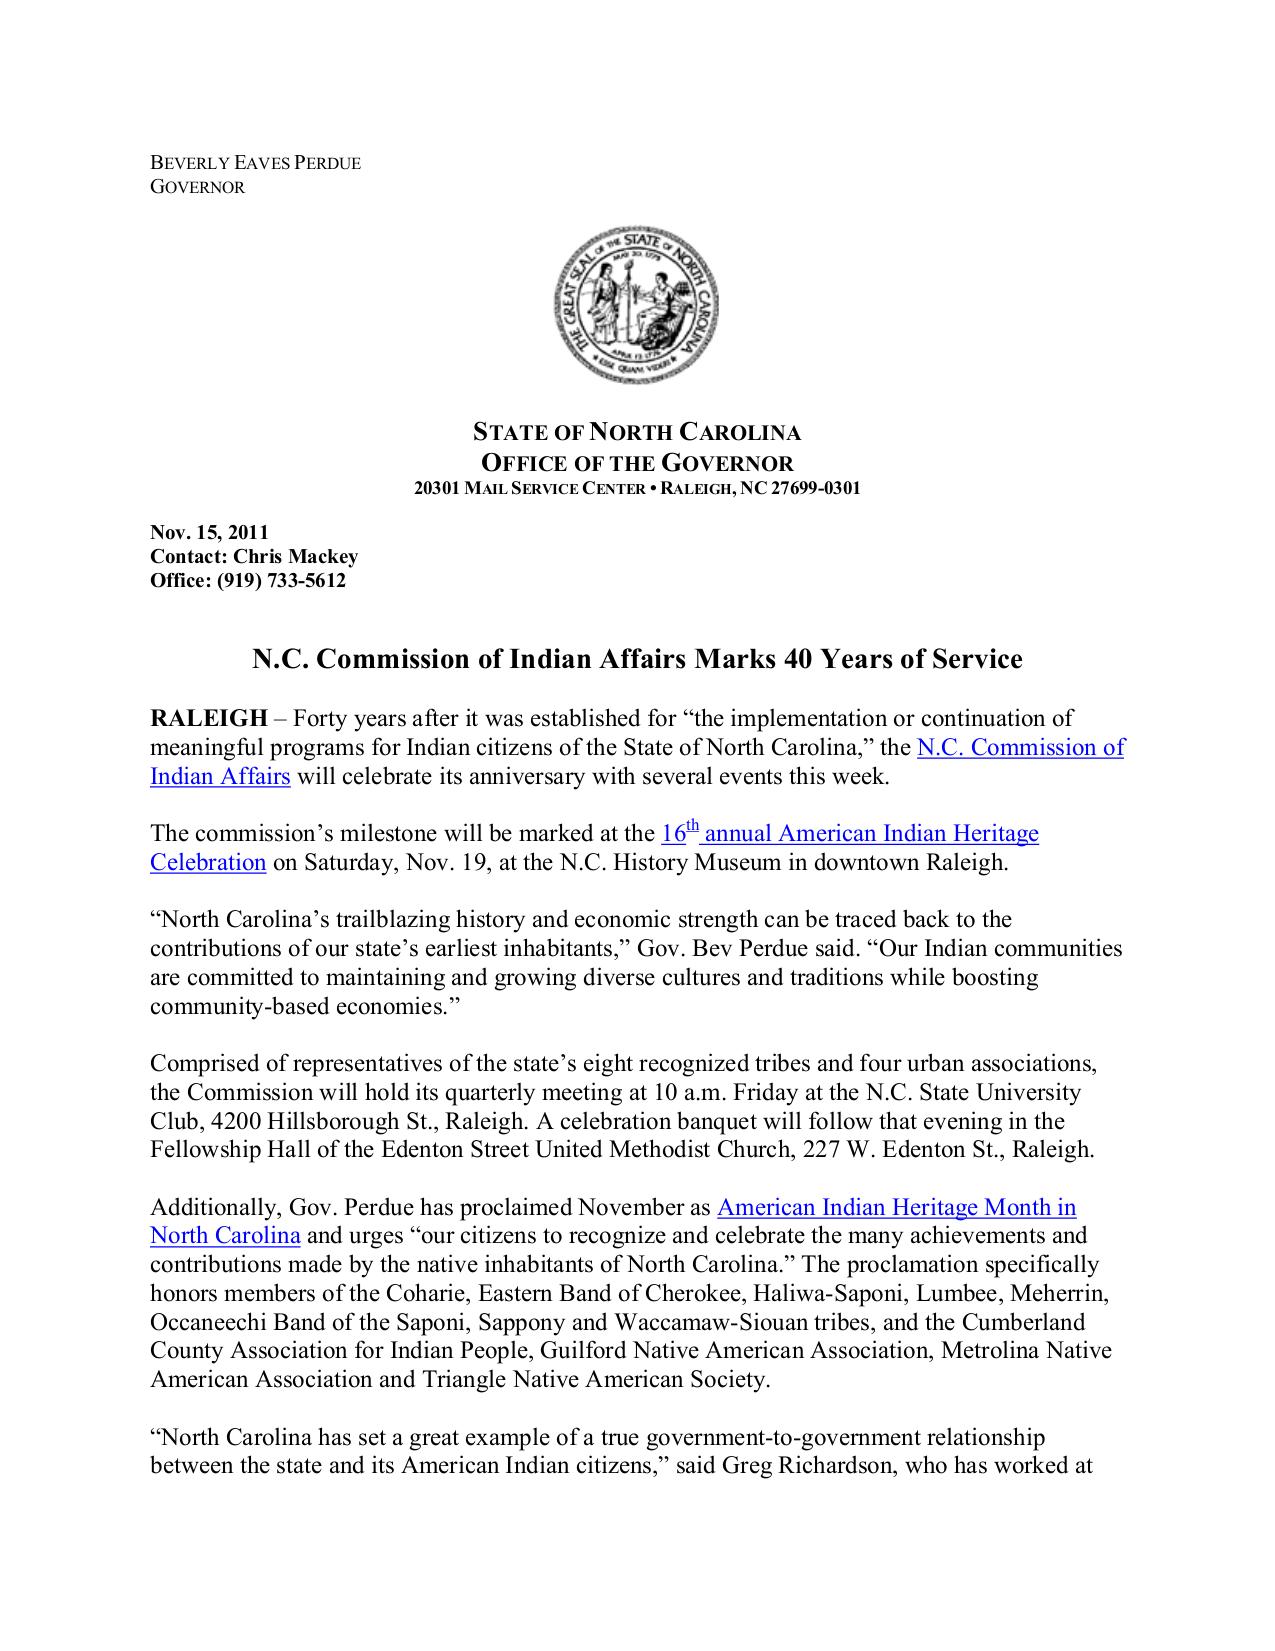 BEVERLY EAVES PERDUE
GOVERNOR
THE GREAT SEAL OF THE STATE OF NORTH CAROLINA
MAY 20, 1775
APRIL 12, 1776
ESSE QUAM VIDERI
STATE OF NORTH CAROLINA
OFFICE OF THE GOVERNOR
20301 MAIL SERVICE CENTER • RALEIGH, NC 27699-0301
Nov. 15, 2011
Contact: Chris Mackey
Office: (919) 733-5612
N.C. Commission of Indian Affairs Marks 40 Years of Service
RALEIGH – Forty years after it was established for “the implementation or continuation of
meaningful programs for Indian citizens of the State of North Carolina,” the N.C. Commission of
Indian Affairs will celebrate its anniversary with several events this week.
The commission’s milestone will be marked at the 16th annual American Indian Heritage
Celebration on Saturday, Nov. 19, at the N.C. History Museum in downtown Raleigh.
“North Carolina’s trailblazing history and economic strength can be traced back to the
contributions of our state’s earliest inhabitants,” Gov. Bev Perdue said. “Our Indian communities
are committed to maintaining and growing diverse cultures and traditions while boosting
community-based economies.”
Comprised of representatives of the state’s eight recognized tribes and four urban associations,
the Commission will hold its quarterly meeting at 10 a.m. Friday at the N.C. State University
Club, 4200 Hillsborough St., Raleigh. A celebration banquet will follow that evening in the
Fellowship Hall of the Edenton Street United Methodist Church, 227 W. Edenton St., Raleigh.
Additionally, Gov. Perdue has proclaimed November as American Indian Heritage Month in
North Carolina and urges “our citizens to recognize and celebrate the many achievements and
contributions made by the native inhabitants of North Carolina.” The proclamation specifically
honors members of the Coharie, Eastern Band of Cherokee, Haliwa-Saponi, Lumbee, Meherrin,
Occaneechi Band of the Saponi, Sappony and Waccamaw-Siouan tribes, and the Cumberland
County Association for Indian People, Guilford Native American Association, Metrolina Native
American Association and Triangle Native American Society.
“North Carolina has set a great example of a true government-to-government relationship
between the state and its American Indian citizens,” said Greg Richardson, who has worked at